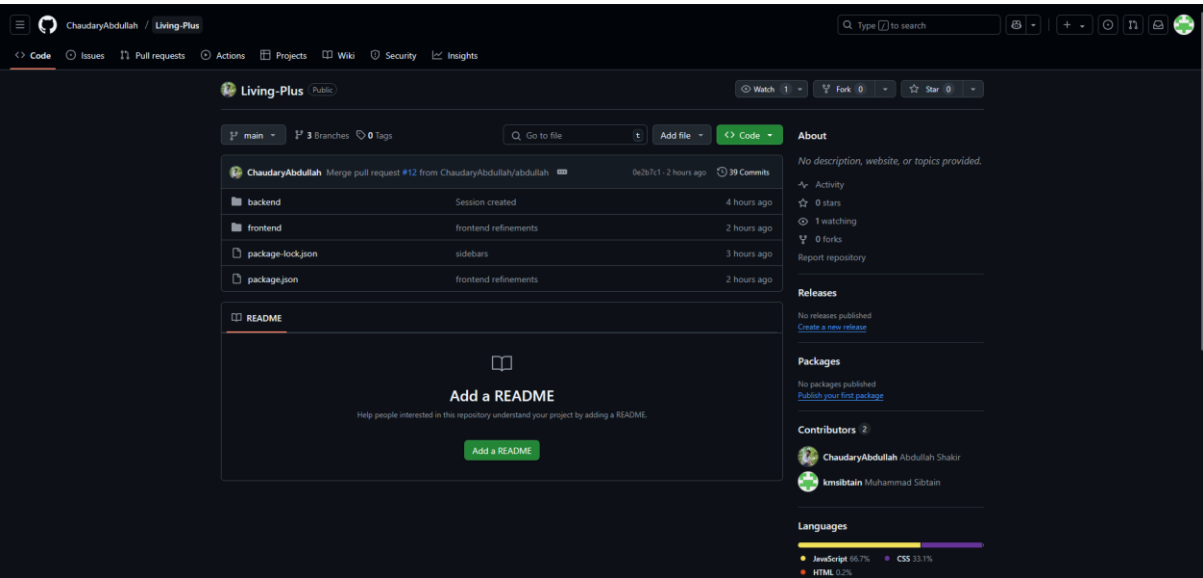 ChaudaryAbdullah / Living-Plus
Type / to search
Code Issues Pull requests Actions Projects Wiki Security Insights
Living-Plus Public
Watch 1 Fork 0 Star 0
main 3 Branches 0 Tags Go to file t Add file Code
ChaudaryAbdullah Merge pull request #12 from ChaudaryAbdullah/abdullah 0e2b7c1 · 2 hours ago 39 Commits
backend Session created 4 hours ago
frontend frontend refinements 2 hours ago
package-lock.json sidebars 3 hours ago
package.json frontend refinements 2 hours ago
README
Add a README
Help people interested in this repository understand your project by adding a README.
Add a README
About
No description, website, or topics provided.
Activity
0 stars
1 watching
0 forks
Report repository
Releases
No releases published
Create a new release
Packages
No packages published
Publish your first package
Contributors 2
ChaudaryAbdullah Abdullah Shakir
kmsibtain Muhammad Sibtain
Languages
JavaScript 66.7% CSS 33.1%
HTML 0.2%